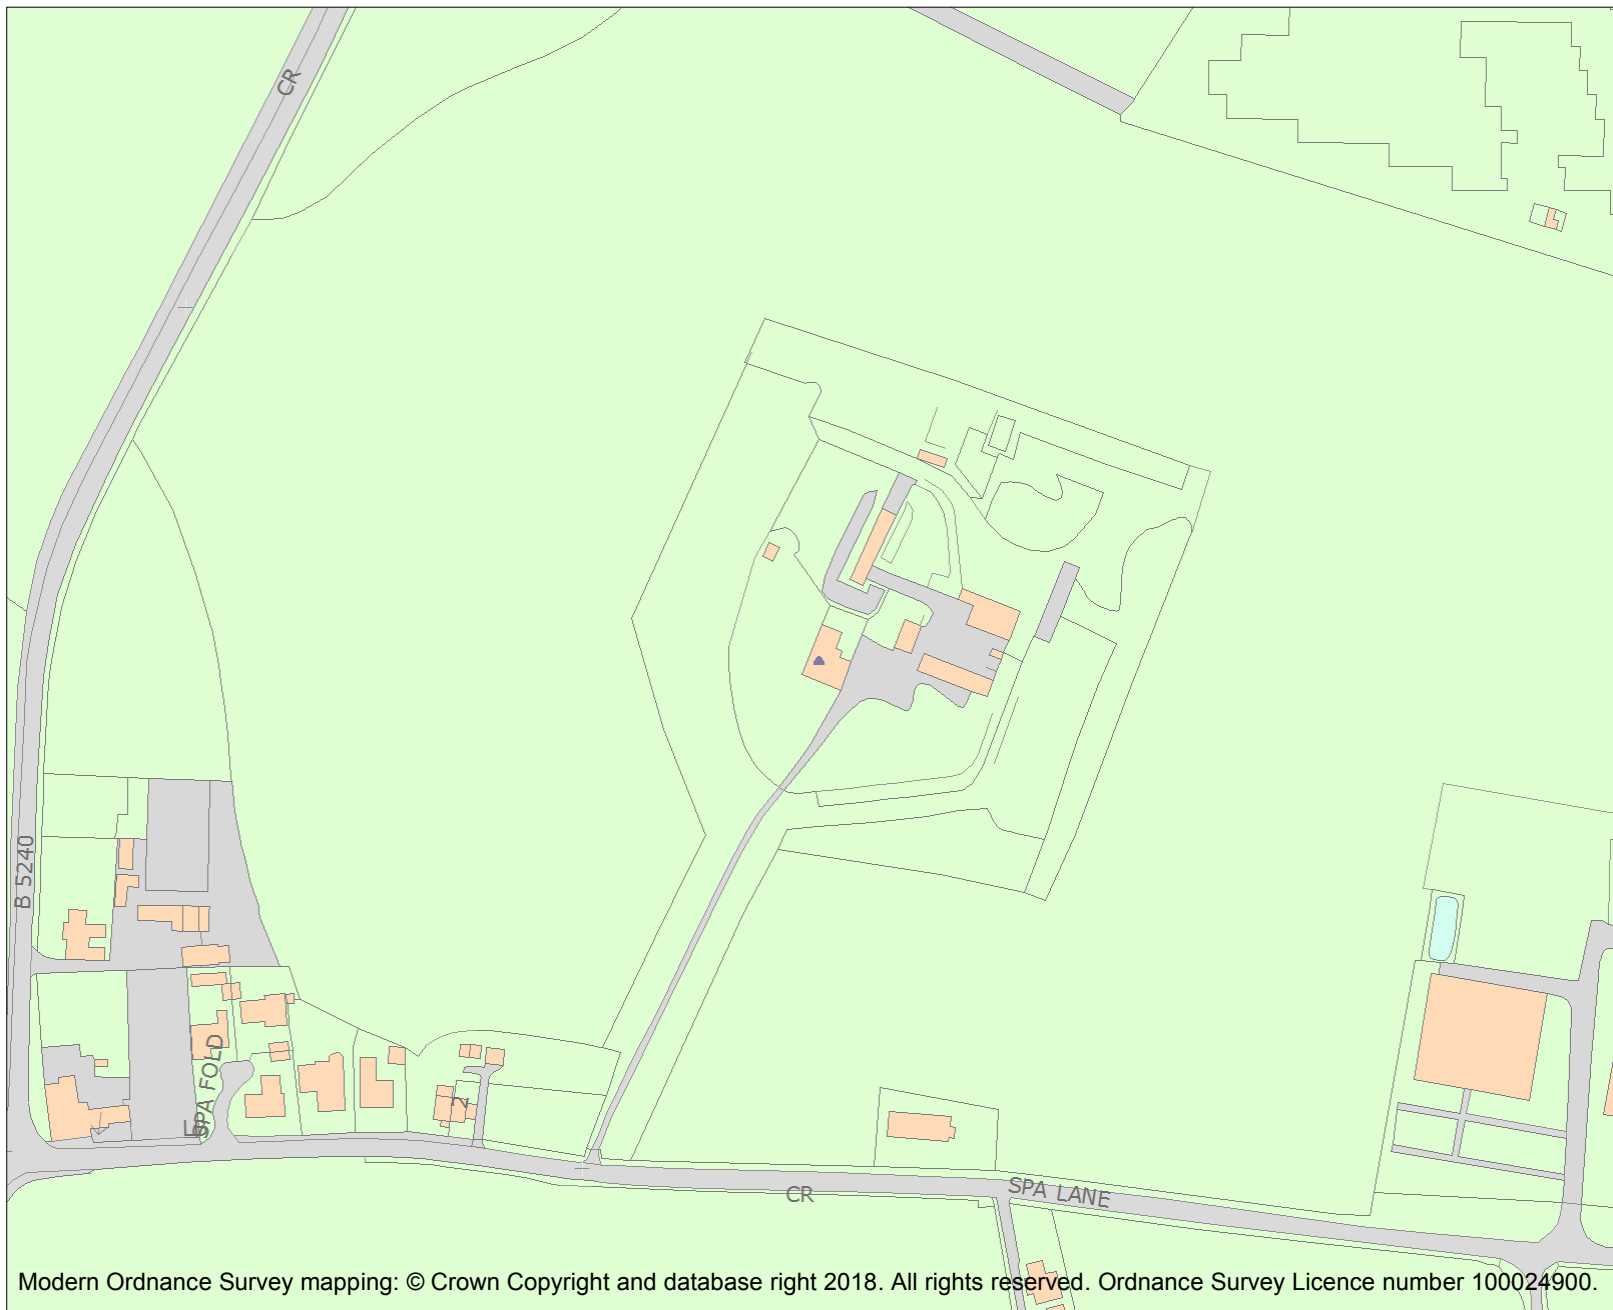 CR
B 5240
SPA FOLD
2
CR
SPA LANE
Modern Ordnance Survey mapping: © Crown Copyright and database right 2018. All rights reserved. Ordnance Survey Licence number 100024900.